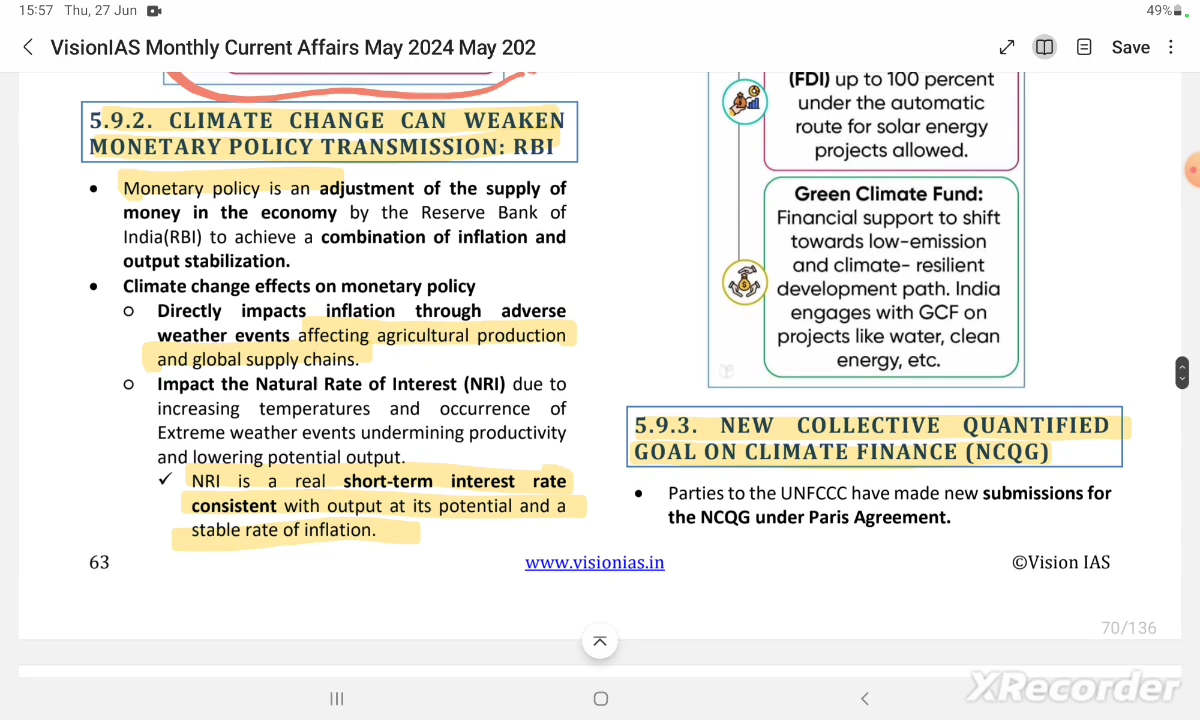 15:57 Thu, 27 Jun
49%
VisionIAS Monthly Current Affairs May 2024 May 202
Save
5.9.2. CLIMATE CHANGE CAN WEAKEN
MONETARY POLICY TRANSMISSION: RBI
• Monetary policy is an adjustment of the supply of
money in the economy by the Reserve Bank of
India(RBI) to achieve a combination of inflation and
output stabilization.
• Climate change effects on monetary policy
o Directly impacts inflation through adverse
weather events affecting agricultural production
and global supply chains.
o Impact the Natural Rate of Interest (NRI) due to
increasing temperatures and occurrence of
Extreme weather events undermining productivity
and lowering potential output.
✓ NRI is a real short-term interest rate
consistent with output at its potential and a
stable rate of inflation.
(FDI) up to 100 percent
under the automatic
route for solar energy
projects allowed.
Green Climate Fund:
Financial support to shift
towards low-emission
and climate- resilient
development path. India
engages with GCF on
projects like water, clean
energy, etc.
5.9.3. NEW COLLECTIVE QUANTIFIED
GOAL ON CLIMATE FINANCE (NCQG)
• Parties to the UNFCCC have made new submissions for
the NCQG under Paris Agreement.
63
www.visionias.in
©Vision IAS
70/136
XRecorder